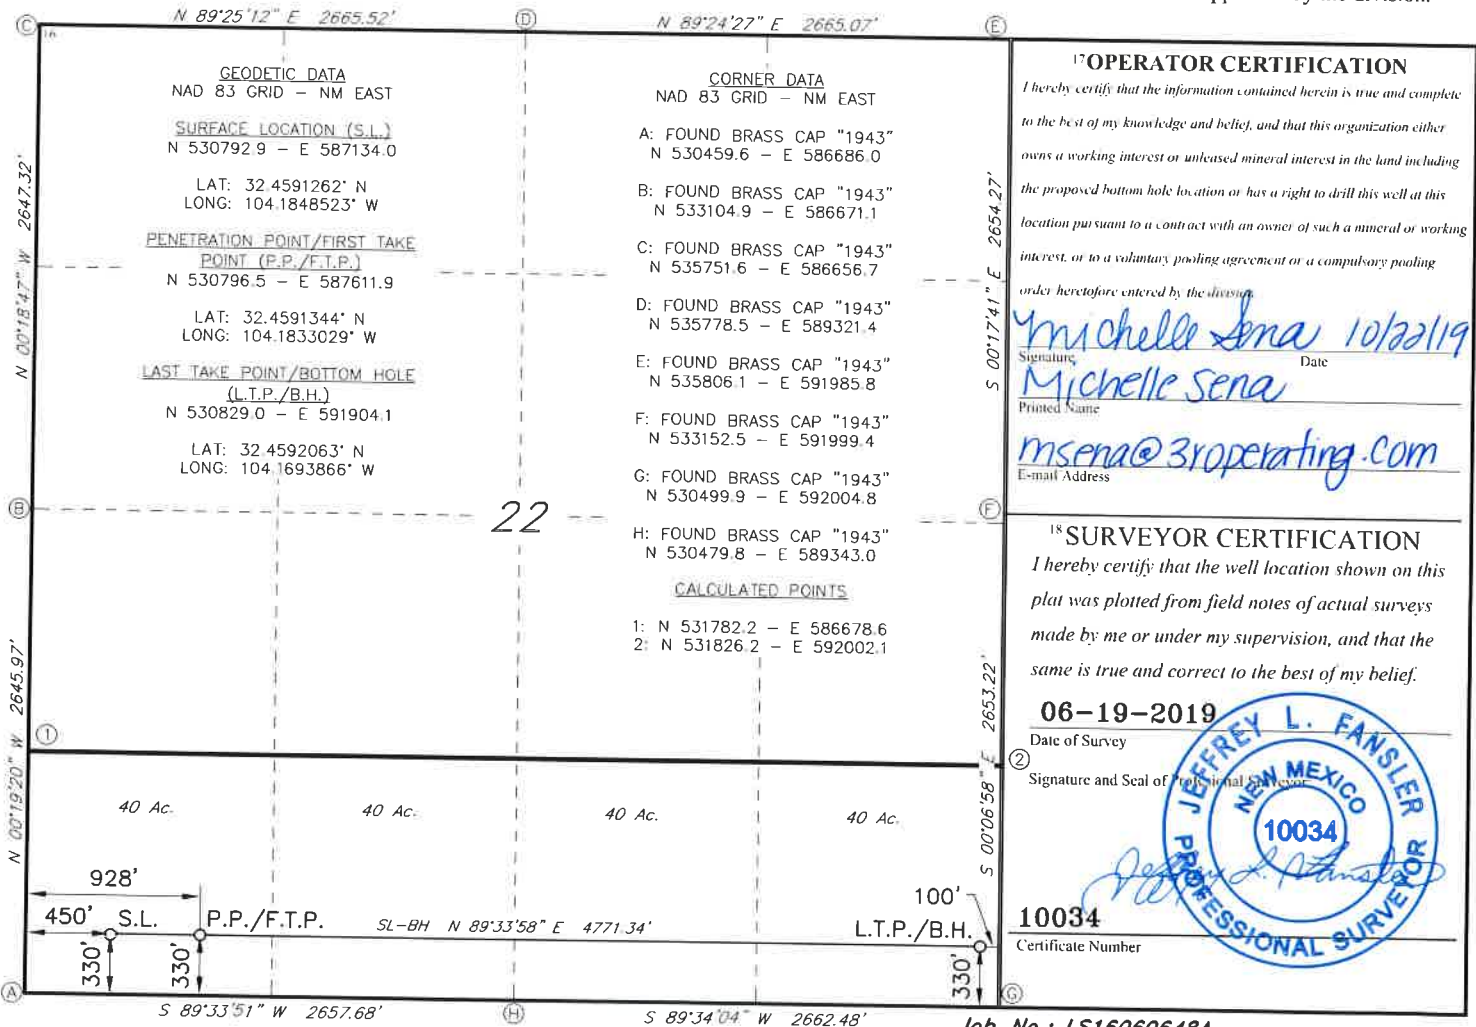 N 89°25'12" E 2665.52'
N 89°24'27" E 2665.07'
C
D
E
16
GEODETIC DATA
NAD 83 GRID – NM EAST
SURFACE LOCATION (S.L.)
N 530792.9 – E 587134.0
LAT: 32.4591262° N
LONG: 104.1848523° W
PENETRATION POINT/FIRST TAKE
POINT (P.P./F.T.P.)
N 530796.5 – E 587611.9
LAT: 32.4591344° N
LONG: 104.1833029° W
LAST TAKE POINT/BOTTOM HOLE
(L.T.P./B.H.)
N 530829.0 – E 591904.1
LAT: 32.4592063° N
LONG: 104.1693866° W
CORNER DATA
NAD 83 GRID – NM EAST
A: FOUND BRASS CAP "1943"
N 530459.6 – E 586686.0
B: FOUND BRASS CAP "1943"
N 533104.9 – E 586671.1
C: FOUND BRASS CAP "1943"
N 535751.6 – E 586656.7
D: FOUND BRASS CAP "1943"
N 535778.5 – E 589321.4
E: FOUND BRASS CAP "1943"
N 535806.1 – E 591985.8
F: FOUND BRASS CAP "1943"
N 533152.5 – E 591999.4
G: FOUND BRASS CAP "1943"
N 530499.9 – E 592004.8
H: FOUND BRASS CAP "1943"
N 530479.8 – E 589343.0
CALCULATED POINTS
1: N 531782.2 – E 586678.6
2: N 531826.2 – E 592002.1
N 00°18'47" W 2647.32'
S 00°17'41" E 2654.27'
B
22
F
N 00°19'20" W 2645.97'
S 00°06'58" E 2653.22'
1
2
40 Ac.
40 Ac.
40 Ac.
40 Ac.
928'
450'
S.L.
P.P./F.T.P.
SL–BH N 89°33'58" E 4771.34'
100'
L.T.P./B.H.
330'
330'
330'
A
H
G
S 89°33'51" W 2657.68'
S 89°34'04" W 2662.48'
17 OPERATOR CERTIFICATION
I hereby certify that the information contained herein is true and complete
to the best of my knowledge and belief, and that this organization either
owns a working interest or unleased mineral interest in the land including
the proposed bottom hole location or has a right to drill this well at this
location pursuant to a contract with an owner of such a mineral or working
interest, or to a voluntary pooling agreement or a compulsory pooling
order heretofore entered by the division.
Michelle Sena 10/22/19
Signature Date
Michelle Sena
Printed Name
msena@3roperating.com
E-mail Address
18 SURVEYOR CERTIFICATION
I hereby certify that the well location shown on this
plat was plotted from field notes of actual surveys
made by me or under my supervision, and that the
same is true and correct to the best of my belief.
06–19–2019
Date of Survey
Signature and Seal of Professional Surveyor
JEFFREY L. FANSLER
NEW MEXICO
10034
PROFESSIONAL SURVEYOR
Jeffrey L. Fansler
10034
Certificate Number